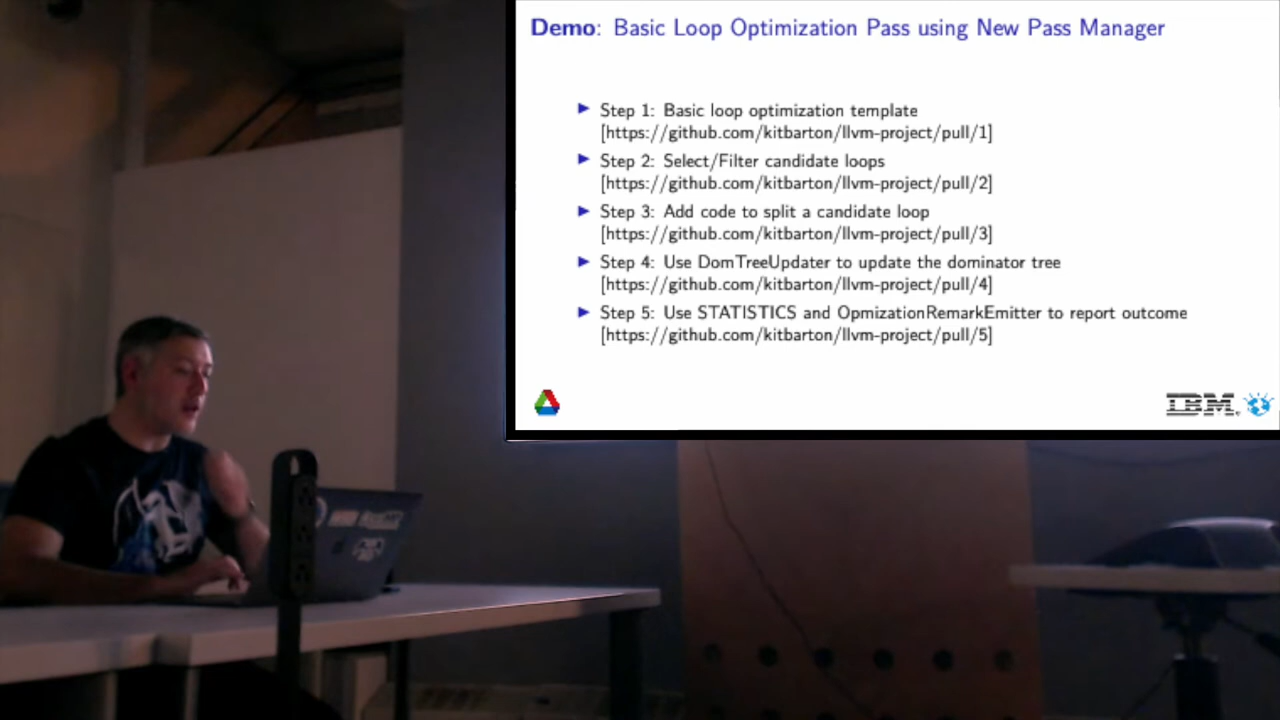 Demo: Basic Loop Optimization Pass using New Pass Manager
Step 1: Basic loop optimization template
[https://github.com/kitbarton/llvm-project/pull/1]
Step 2: Select/Filter candidate loops
[https://github.com/kitbarton/llvm-project/pull/2]
Step 3: Add code to split a candidate loop
[https://github.com/kitbarton/llvm-project/pull/3]
Step 4: Use DomTreeUpdater to update the dominator tree
[https://github.com/kitbarton/llvm-project/pull/4]
Step 5: Use STATISTICS and OpmizationRemarkEmitter to report outcome
[https://github.com/kitbarton/llvm-project/pull/5]
IBM.